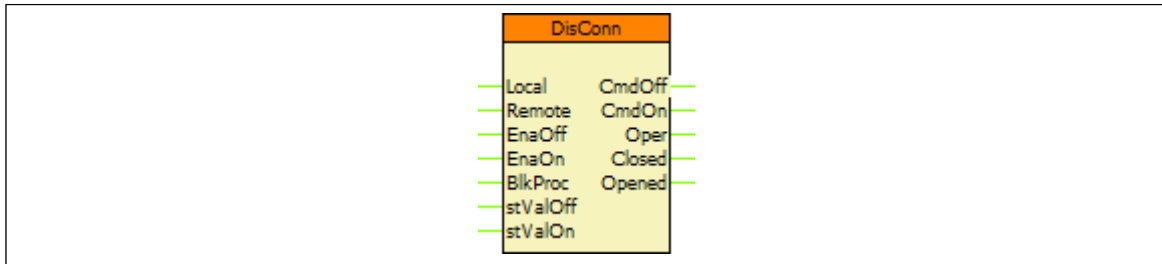 DisConn
Local CmdOff
Remote CmdOn
EnaOff Oper
EnaOn Closed
BlkProc Opened
stValOff
stValOn